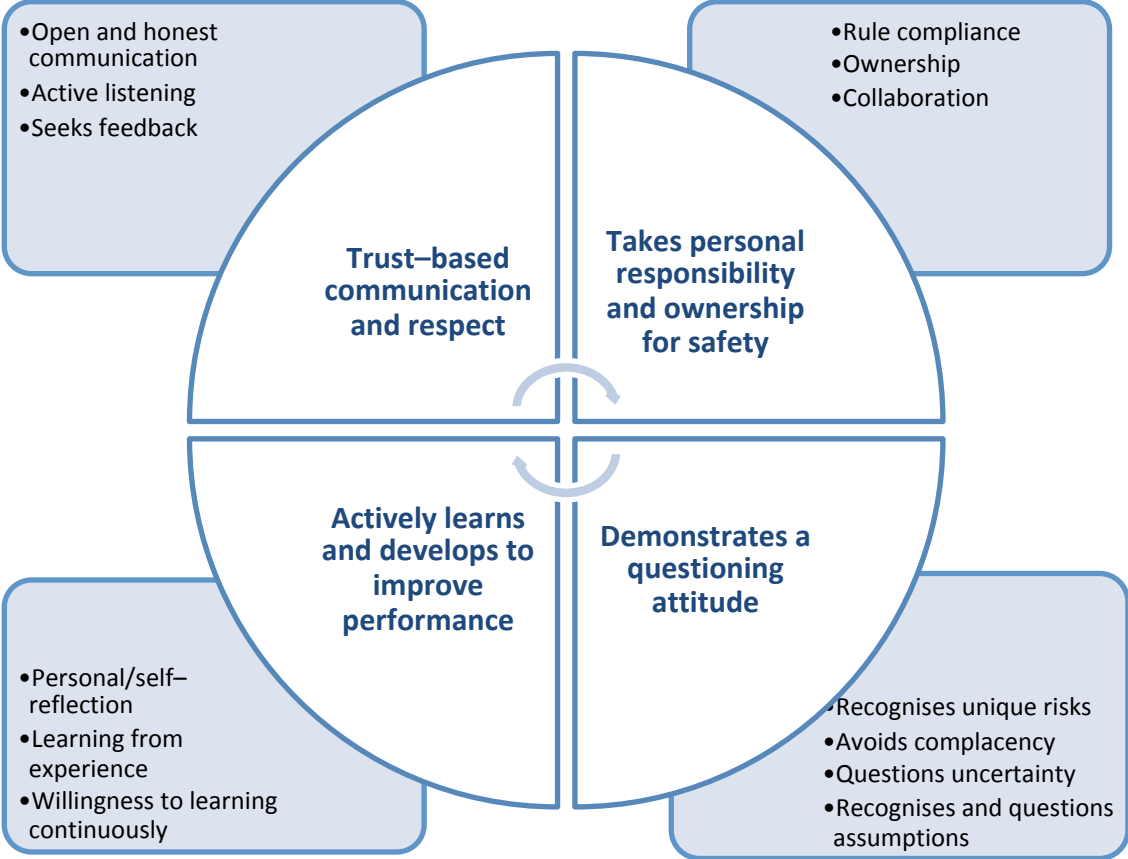 •Open and honest
communication
•Active listening
•Seeks feedback
•Rule compliance
•Ownership
•Collaboration
Trust–based
communication
and respect
Takes personal
responsibility
and ownership
for safety
Actively learns
and develops to
improve
performance
Demonstrates a
questioning
attitude
•Personal/self–
reflection
•Learning from
experience
•Willingness to learning
continuously
•Recognises unique risks
•Avoids complacency
•Questions uncertainty
•Recognises and questions
assumptions